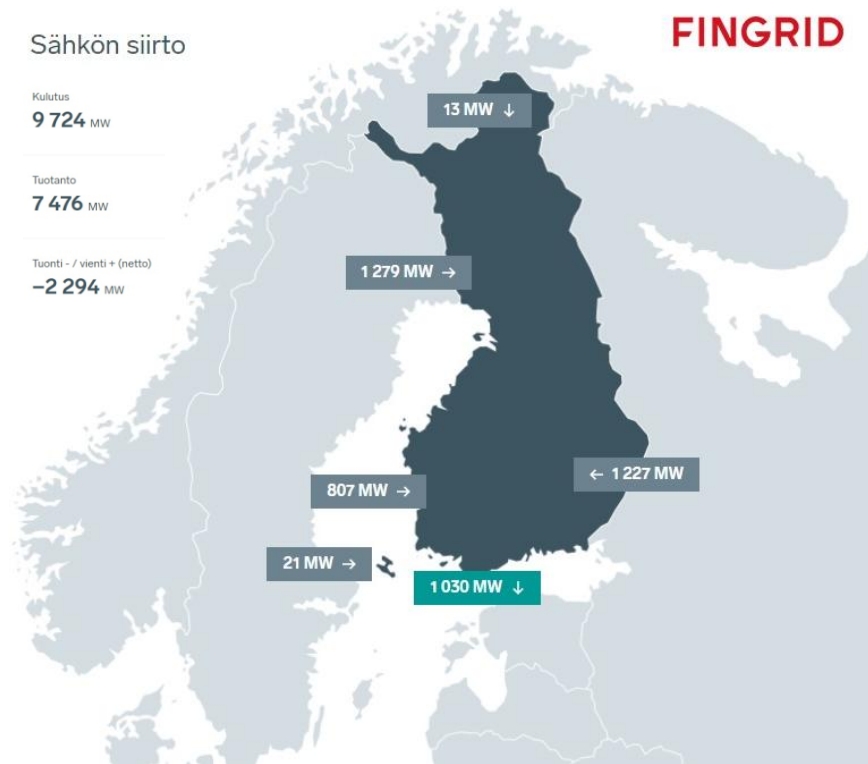 Sähkön siirto
FINGRID
Kulutus
9 724 MW
Tuotanto
7 476 MW
Tuonti - / vienti + (netto)
−2 294 MW
13 MW ↓
1 279 MW →
← 1 227 MW
807 MW →
21 MW →
1 030 MW ↓